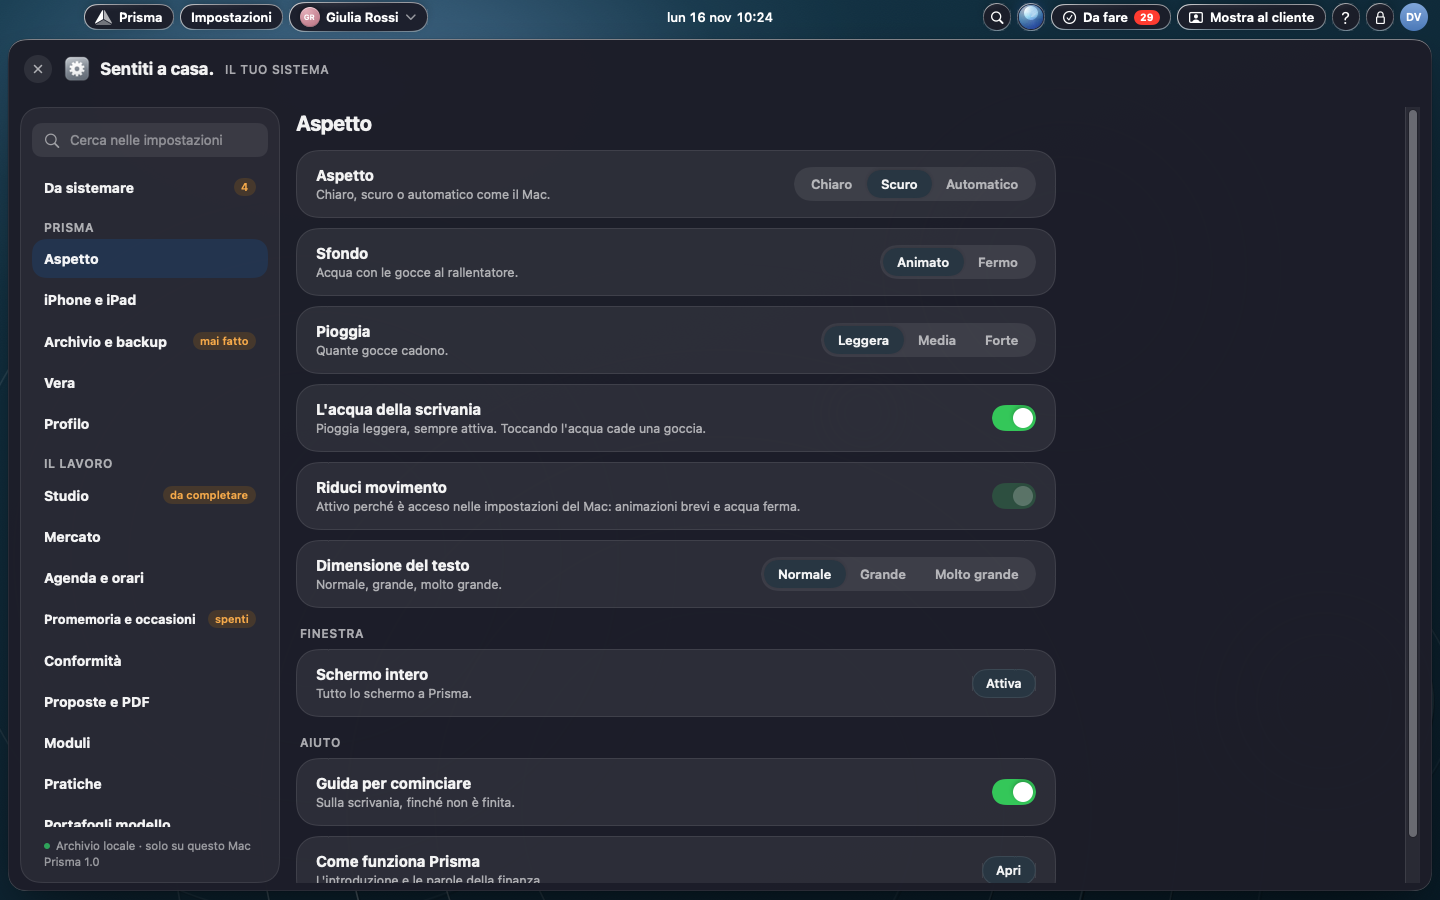 Prisma
Impostazioni
GR Giulia Rossi
lun 16 nov 10:24
Da fare 29
Mostra al cliente
?
DV
Sentiti a casa. IL TUO SISTEMA
Cerca nelle impostazioni
Da sistemare 4
PRISMA
Aspetto
iPhone e iPad
Archivio e backup mai fatto
Vera
Profilo
IL LAVORO
Studio da completare
Mercato
Agenda e orari
Promemoria e occasioni spenti
Conformità
Proposte e PDF
Moduli
Pratiche
Portafogli modello
Archivio locale · solo su questo Mac
Prisma 1.0
Aspetto
Aspetto
Chiaro, scuro o automatico come il Mac.
Chiaro Scuro Automatico
Sfondo
Acqua con le gocce al rallentatore.
Animato Fermo
Pioggia
Quante gocce cadono.
Leggera Media Forte
L'acqua della scrivania
Pioggia leggera, sempre attiva. Toccando l'acqua cade una goccia.
Riduci movimento
Attivo perché è acceso nelle impostazioni del Mac: animazioni brevi e acqua ferma.
Dimensione del testo
Normale, grande, molto grande.
Normale Grande Molto grande
FINESTRA
Schermo intero
Tutto lo schermo a Prisma.
Attiva
AIUTO
Guida per cominciare
Sulla scrivania, finché non è finita.
Come funziona Prisma
L'introduzione e le parole della finanza
Apri